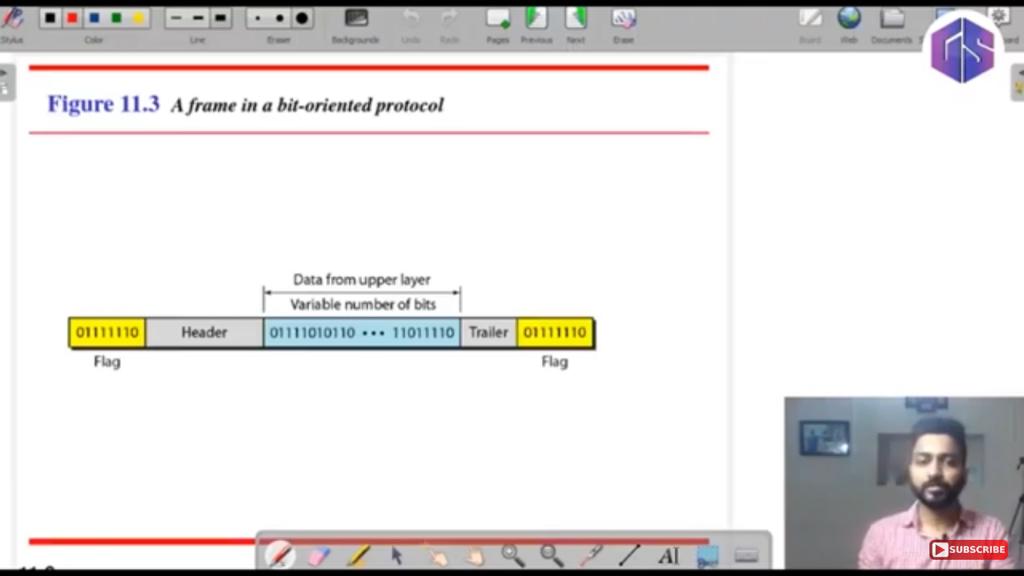 Stylus
Color
Line
Eraser
Backgrounds
Undo
Redo
Pages
Previous
Next
Erase
Board
Web
Documents
Figure 11.3 A frame in a bit-oriented protocol
Data from upper layer
Variable number of bits
01111110 Header 01111010110 ••• 11011110 Trailer 01111110
Flag Flag
AI
SUBSCRIBE